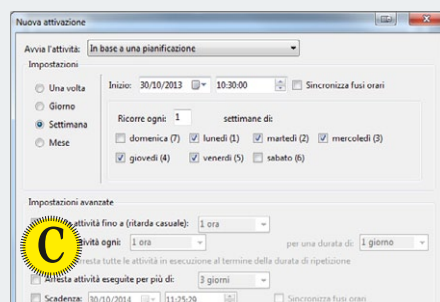 Nuova attivazione
Avvia l'attività: In base a una pianificazione
Impostazioni
Una volta
Giorno
Settimana
Mese
Inizio: 30/10/2013 10:30:00 Sincronizza fusi orari
Ricorre ogni: 1 settimane di:
domenica (7) lunedì (1) martedì (2) mercoledì (3)
giovedì (4) venerdì (5) sabato (6)
Impostazioni avanzate
attività fino a (ritarda casuale): 1 ora
ogni: 1 ora per una durata di: 1 giorno
tutte le attività in esecuzione al termine della durata di ripetizione
Arresta attività eseguite per più di: 3 giorni
Scadenza: 30/10/2014 11:25:29 Sincronizza fusi orari
C